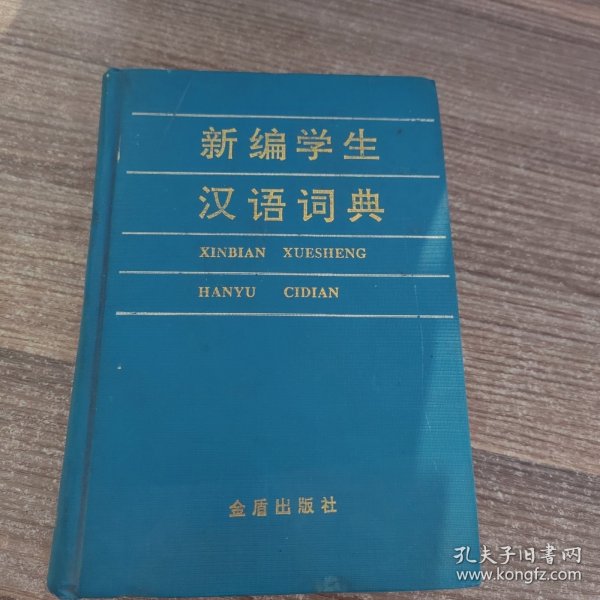 新编学生
汉语词典
XINBIAN XUESHENG
HANYU CIDIAN
金盾出版社
孔夫子旧书网
www.kongfz.com